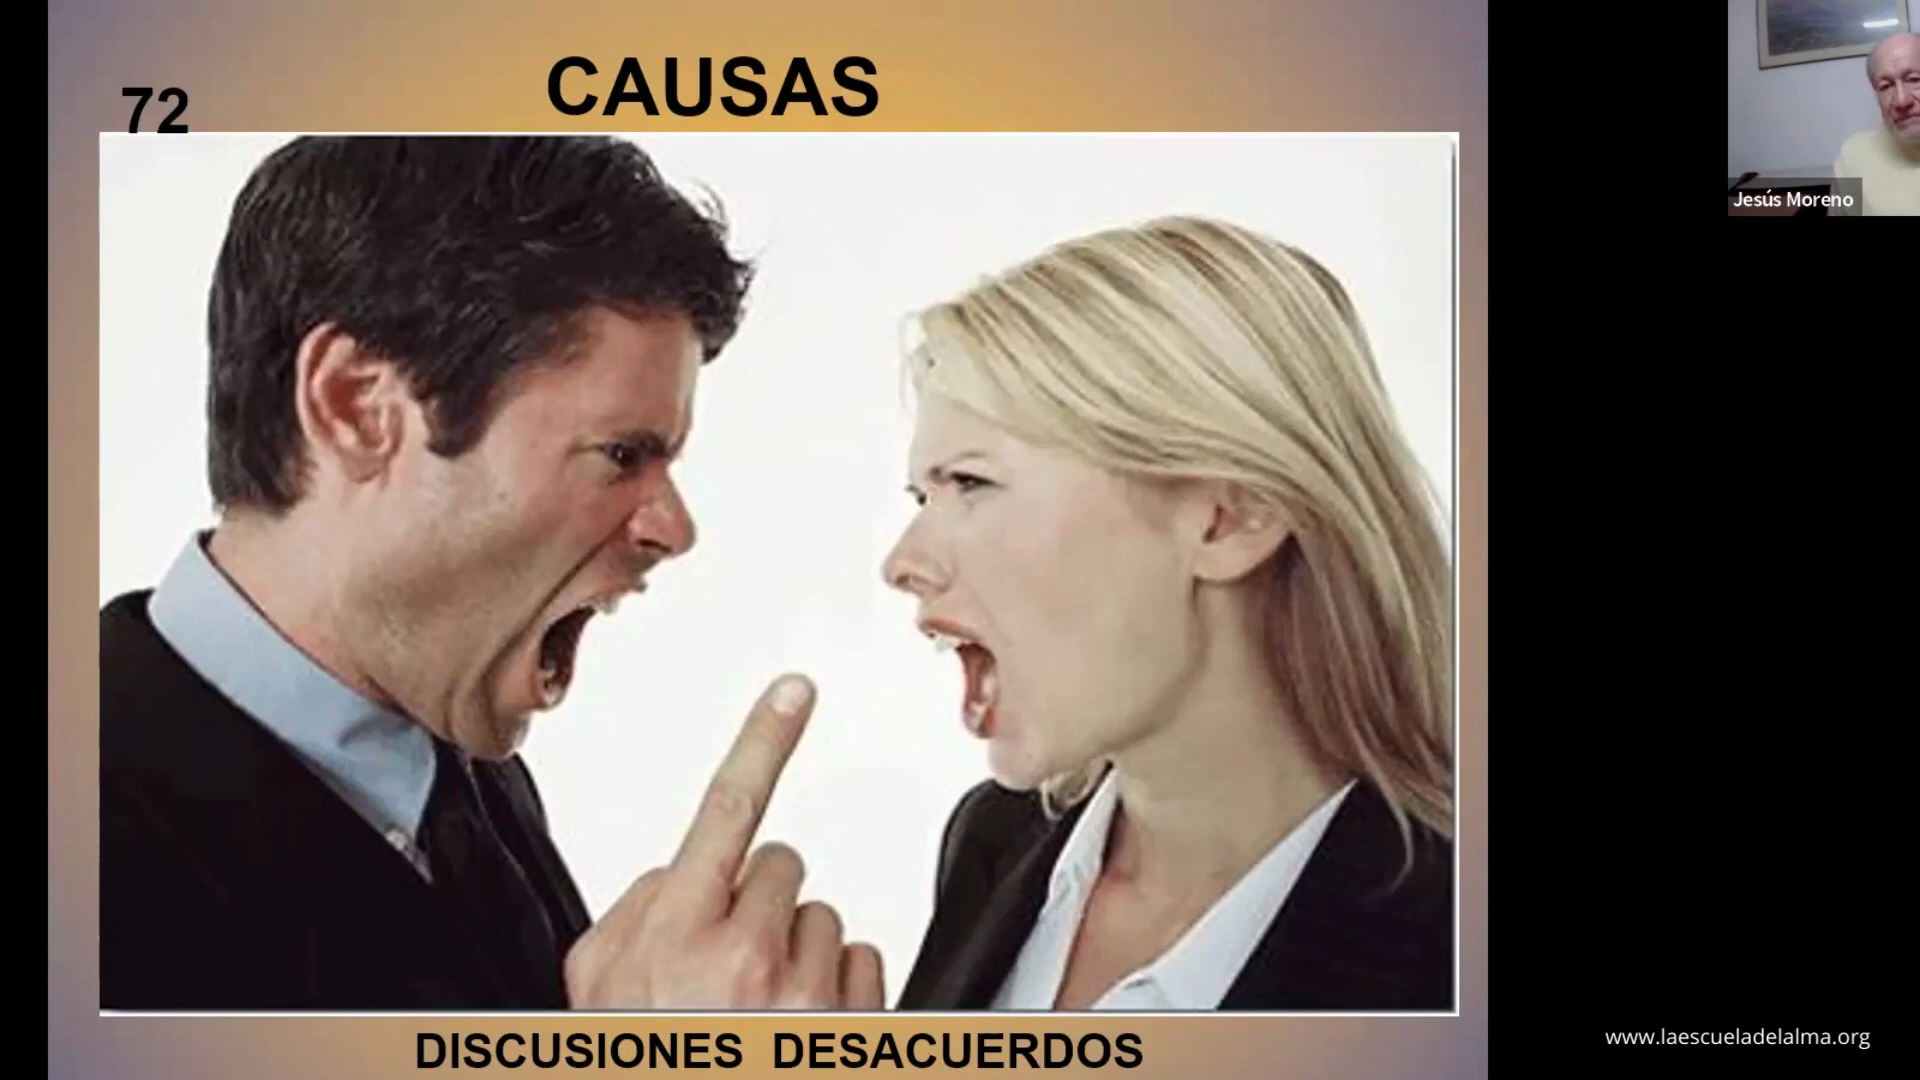 CAUSAS
72
Jesús Moreno
DISCUSIONES DESACUERDOS
www.laescueladelalma.org